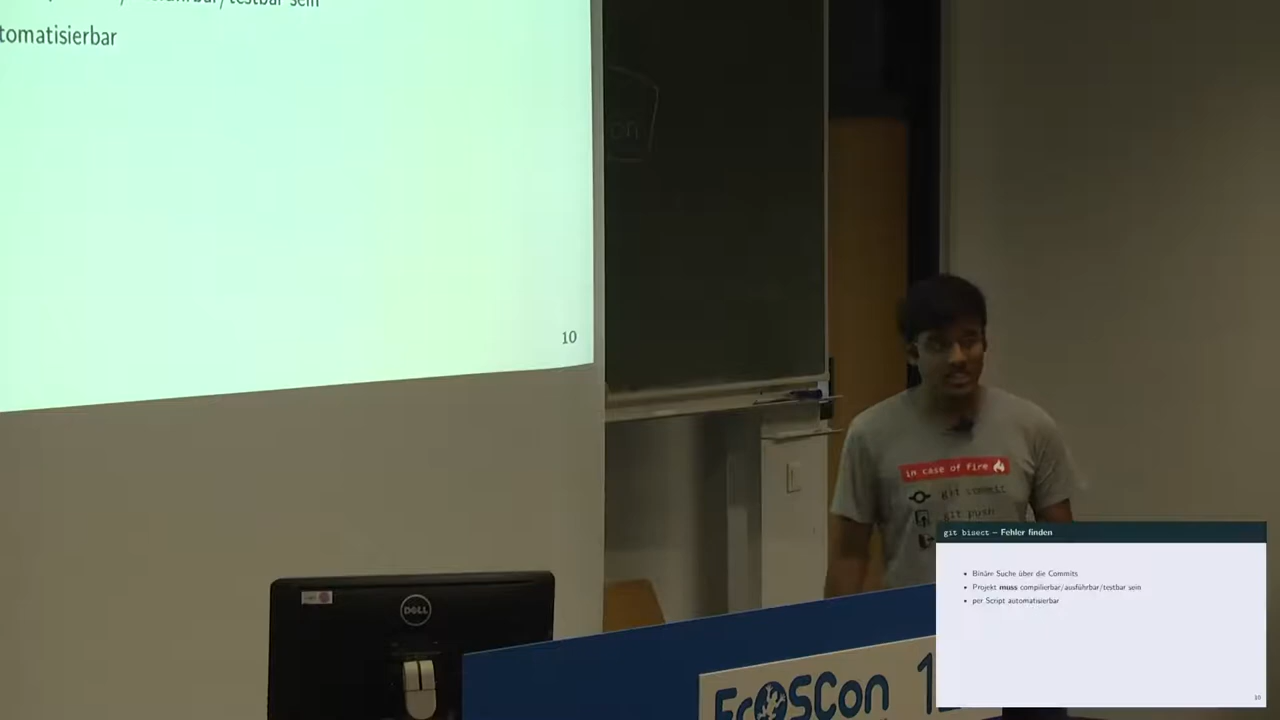 automatisierbar
10
in case of fire
git commit
git push
DELL
FrOSCon
git bisect – Fehler finden
• Binäre Suche über die Commits
• Projekt muss compilierbar/ausführbar/testbar sein
• per Script automatisierbar
10